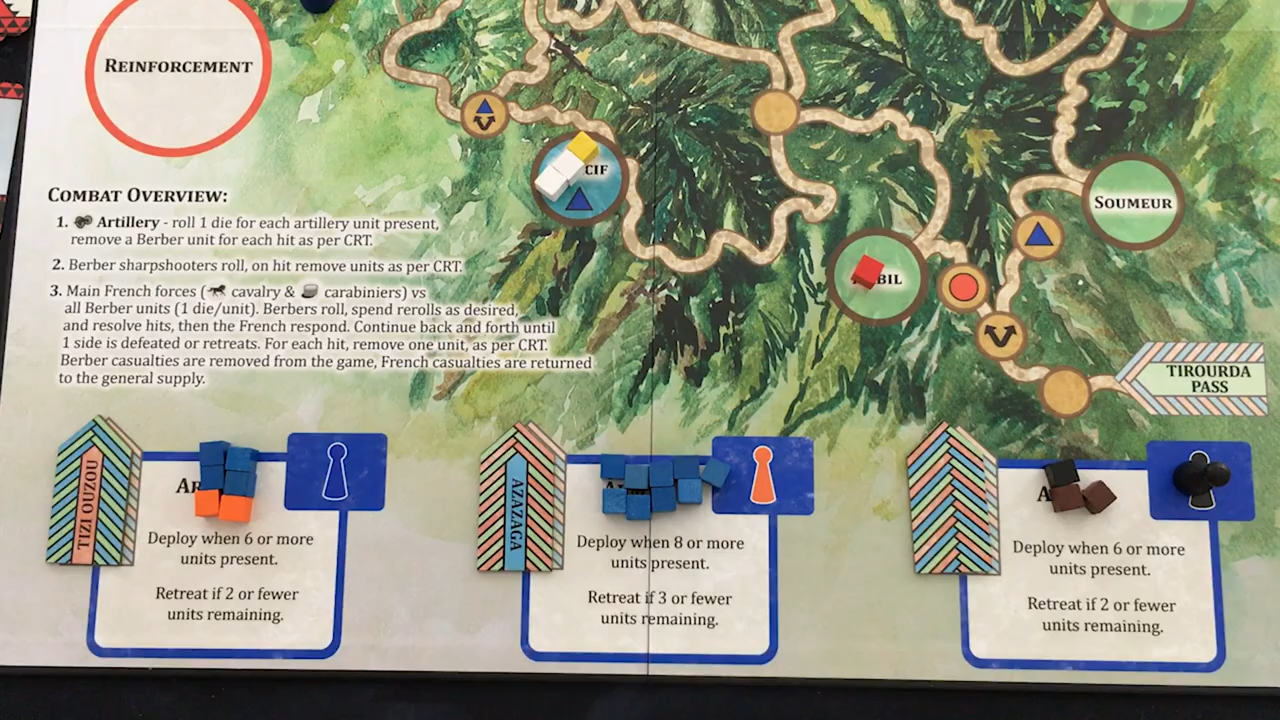 REINFORCEMENT
CIF
SOUMEUR
BIL
TIROURDA
PASS
COMBAT OVERVIEW:
1. Artillery - roll 1 die for each artillery unit present,
remove a Berber unit for each hit as per CRT.
2. Berber sharpshooters roll, on hit remove units as per CRT.
3. Main French forces ( cavalry & carabiniers) vs
all Berber units (1 die/unit). Berbers roll, spend rerolls as desired,
and resolve hits, then the French respond. Continue back and forth until
1 side is defeated or retreats. For each hit, remove one unit, as per CRT.
Berber casualties are removed from the game, French casualties are returned
to the general supply.
TIZI OUZOU
Deploy when 6 or more
units present.
Retreat if 2 or fewer
units remaining.
AZAZAGA
Deploy when 8 or more
units present.
Retreat if 3 or fewer
units remaining.
Deploy when 6 or more
units present.
Retreat if 2 or fewer
units remaining.